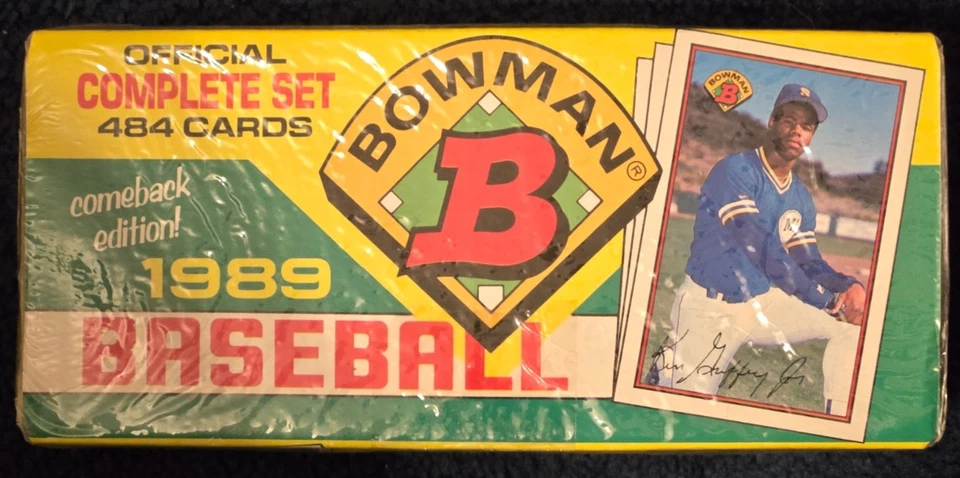 OFFICIAL
COMPLETE SET
484 CARDS
comeback
edition!
1989
BASEBALL
BOWMAN®
B
BOWMAN
B
Ken Griffey Jr